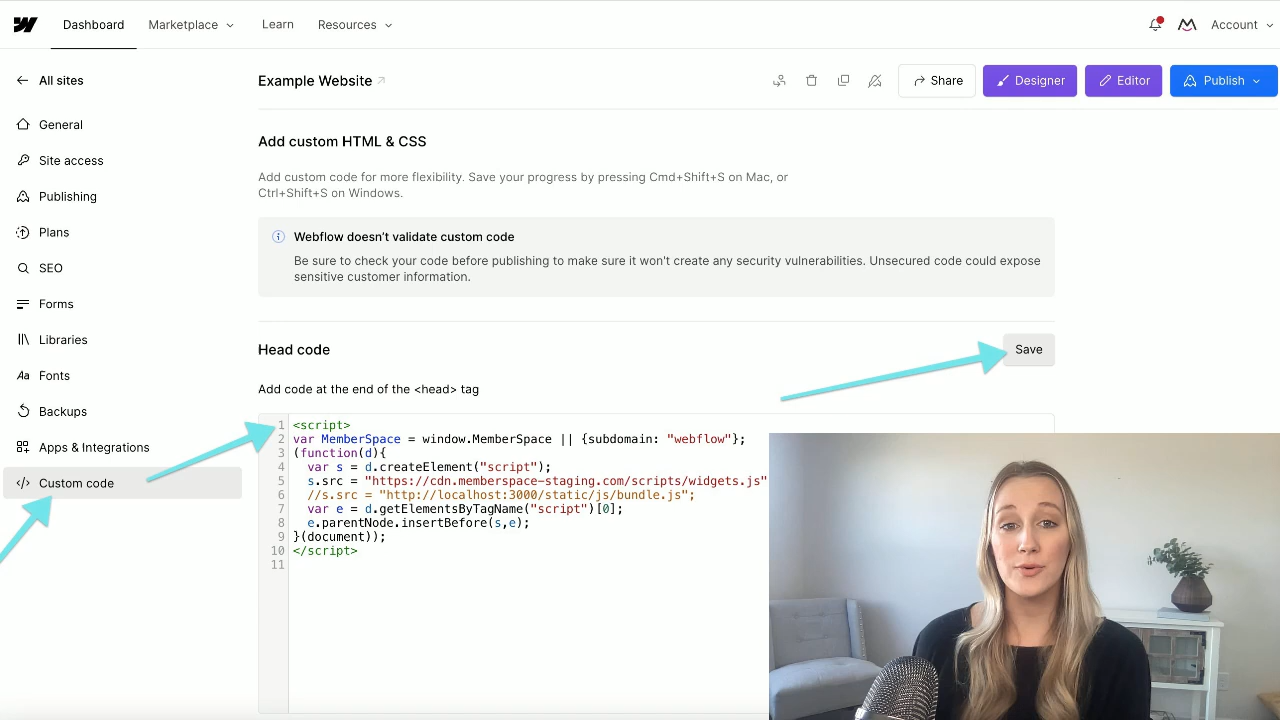 Dashboard Marketplace Learn Resources Account
All sites
Example Website Share Designer Editor Publish
General
Site access
Publishing
Plans
SEO
Forms
Libraries
Aa Fonts
Backups
Apps & Integrations
</> Custom code
Add custom HTML & CSS
Add custom code for more flexibility. Save your progress by pressing Cmd+Shift+S on Mac, or
Ctrl+Shift+S on Windows.
Webflow doesn’t validate custom code
Be sure to check your code before publishing to make sure it won't create any security vulnerabilities. Unsecured code could expose
sensitive customer information.
Head code Save
Add code at the end of the <head> tag
1 <script>
2 var MemberSpace = window.MemberSpace || {subdomain: "webflow"};
3 (function(d){
4 var s = d.createElement("script");
5 s.src = "https://cdn.memberspace-staging.com/scripts/widgets.js"
6 //s.src = "http://localhost:3000/static/js/bundle.js";
7 var e = d.getElementsByTagName("script")[0];
8 e.parentNode.insertBefore(s,e);
9 }(document));
10 </script>
11